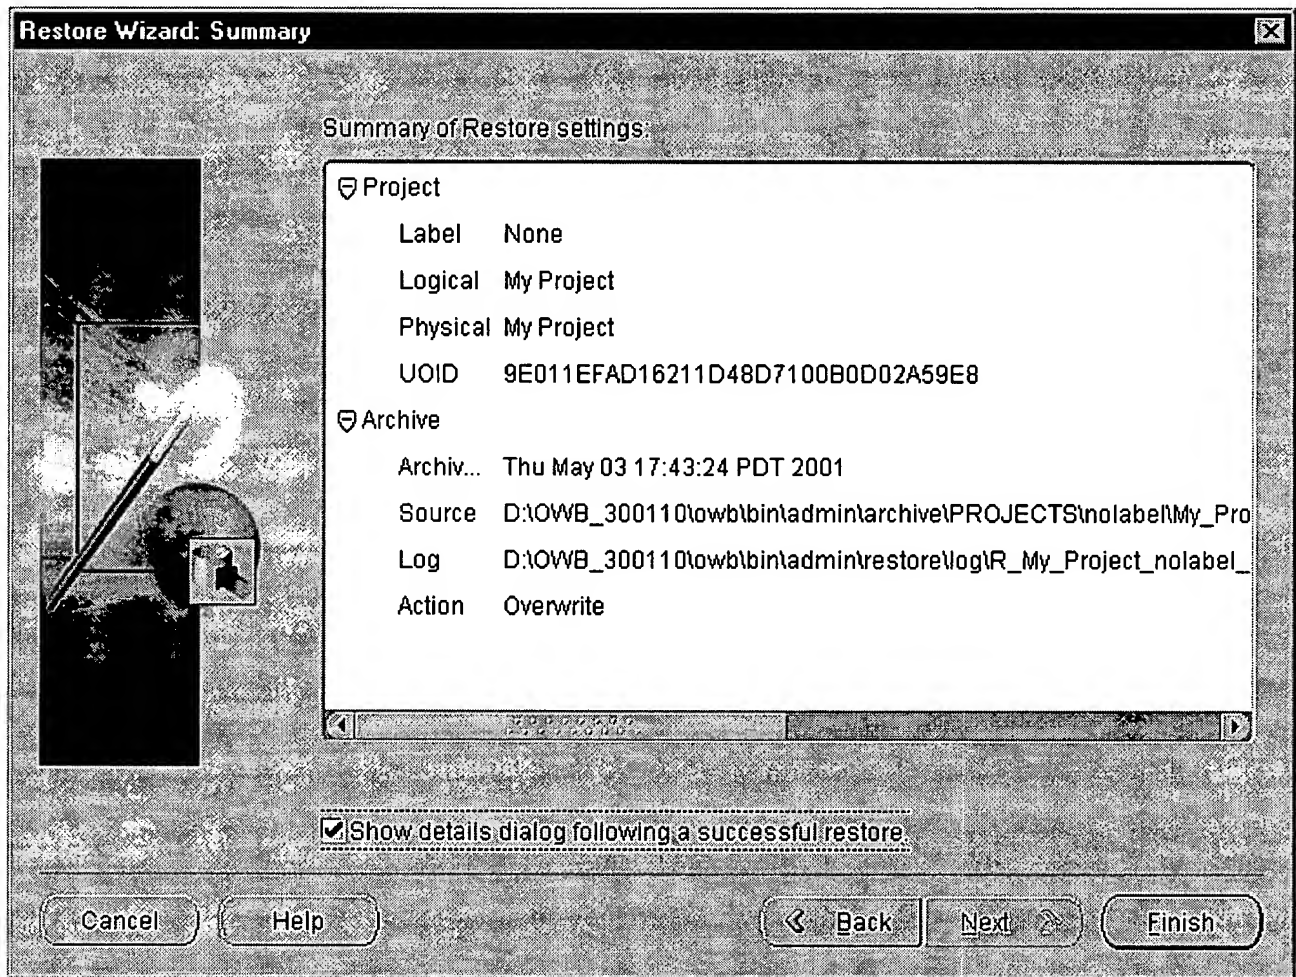 Restore Wizard: Summary
Summary of Restore settings:
Project
Label None
Logical My Project
Physical My Project
UOID 9E011EFAD16211D48D7100B0D02A59E8
Archive
Archiv... Thu May 03 17:43:24 PDT 2001
Source D:\OWB_300110\owb\bin\admin\archive\PROJECTS\nolabel\My_Pro
Log D:\OWB_300110\owb\bin\admin\restore\log\R_My_Project_nolabel_
Action Overwrite
Show details dialog following a successful restore.
Cancel Help Back Next Finish